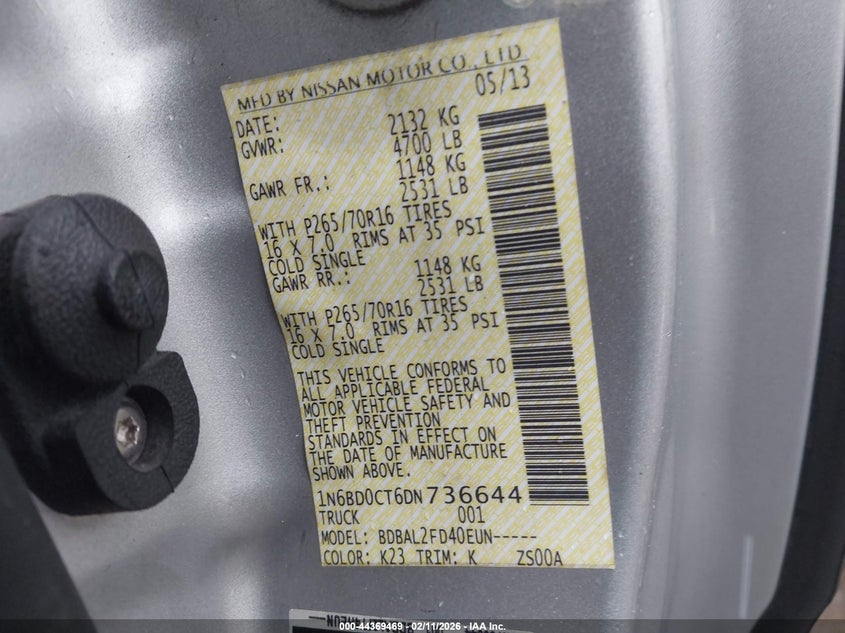 MFD BY NISSAN MOTOR CO., LTD
DATE: 05/13
GVWR: 2132 KG
4700 LB
GAWR FR.: 1148 KG
2531 LB
WITH P265/70R16 TIRES
16 X 7.0 RIMS AT 35 PSI
COLD SINGLE
GAWR RR.: 1148 KG
2531 LB
WITH P265/70R16 TIRES
16 X 7.0 RIMS AT 35 PSI
COLD SINGLE
THIS VEHICLE CONFORMS TO
ALL APPLICABLE FEDERAL
MOTOR VEHICLE SAFETY AND
THEFT PREVENTION
STANDARDS IN EFFECT ON
THE DATE OF MANUFACTURE
SHOWN ABOVE.
1N6BD0CT6DN736644
TRUCK 001
MODEL: BDBAL2FD40EUN-----
COLOR: K23 TRIM: K ZS00A
000-44369469 02/11/2026 - IAA Inc.